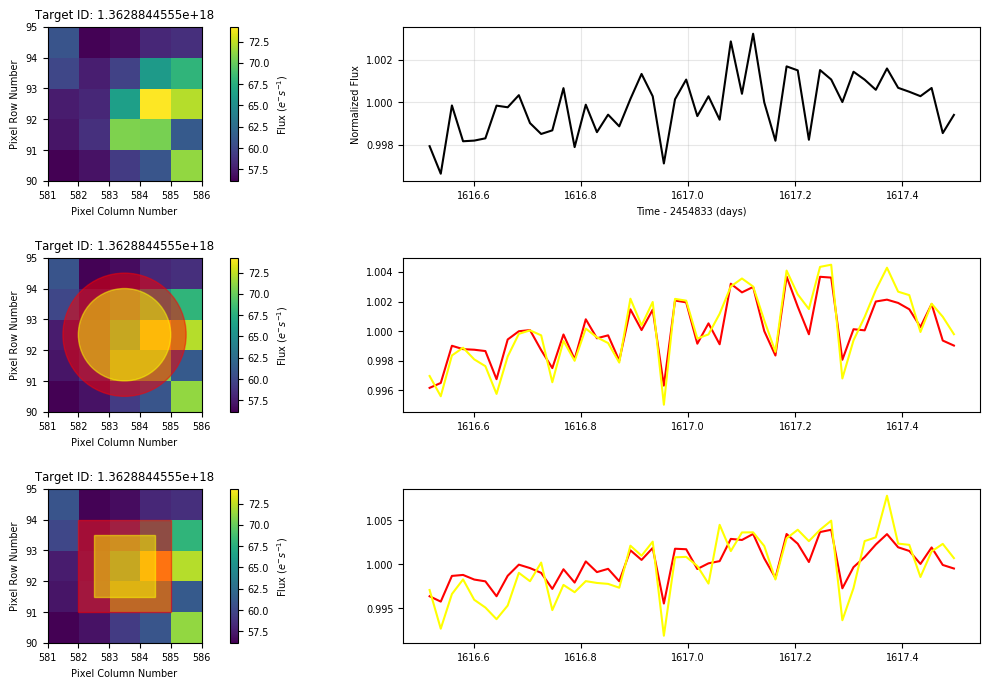 Target ID: 1.3628844555e+18
95
94
93
92
91
90
Pixel Row Number
581 582 583 584 585 586
Pixel Column Number
72.5
70.0
67.5
65.0
62.5
60.0
57.5
Flux (e⁻s⁻¹)
1.002
1.000
0.998
Normalized Flux
1616.6 1616.8 1617.0 1617.2 1617.4
Time - 2454833 (days)
Target ID: 1.3628844555e+18
95
94
93
92
91
90
Pixel Row Number
581 582 583 584 585 586
Pixel Column Number
72.5
70.0
67.5
65.0
62.5
60.0
57.5
Flux (e⁻s⁻¹)
1.004
1.002
1.000
0.998
0.996
1616.6 1616.8 1617.0 1617.2 1617.4
Target ID: 1.3628844555e+18
95
94
93
92
91
90
Pixel Row Number
581 582 583 584 585 586
Pixel Column Number
72.5
70.0
67.5
65.0
62.5
60.0
57.5
Flux (e⁻s⁻¹)
1.005
1.000
0.995
1616.6 1616.8 1617.0 1617.2 1617.4